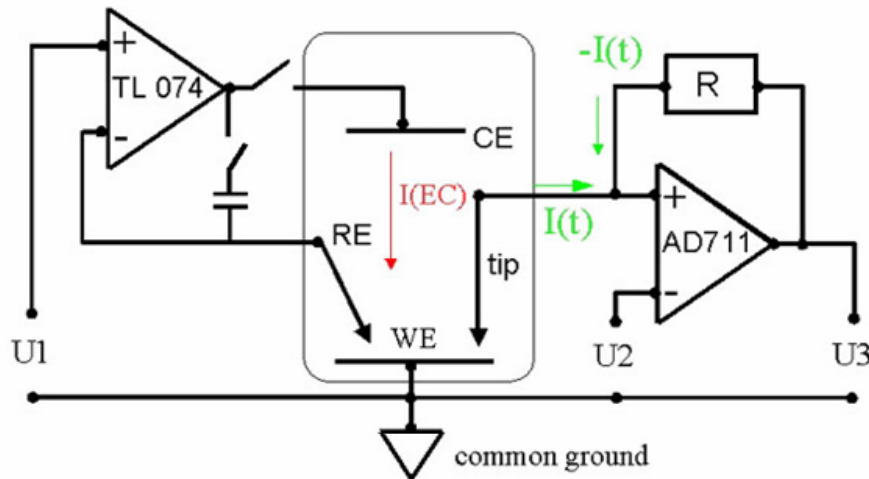 +
TL 074
-
CE
I(EC)
RE
WE
tip
-I(t)
R
I(t)
+
AD711
-
U1
U2
U3
common ground